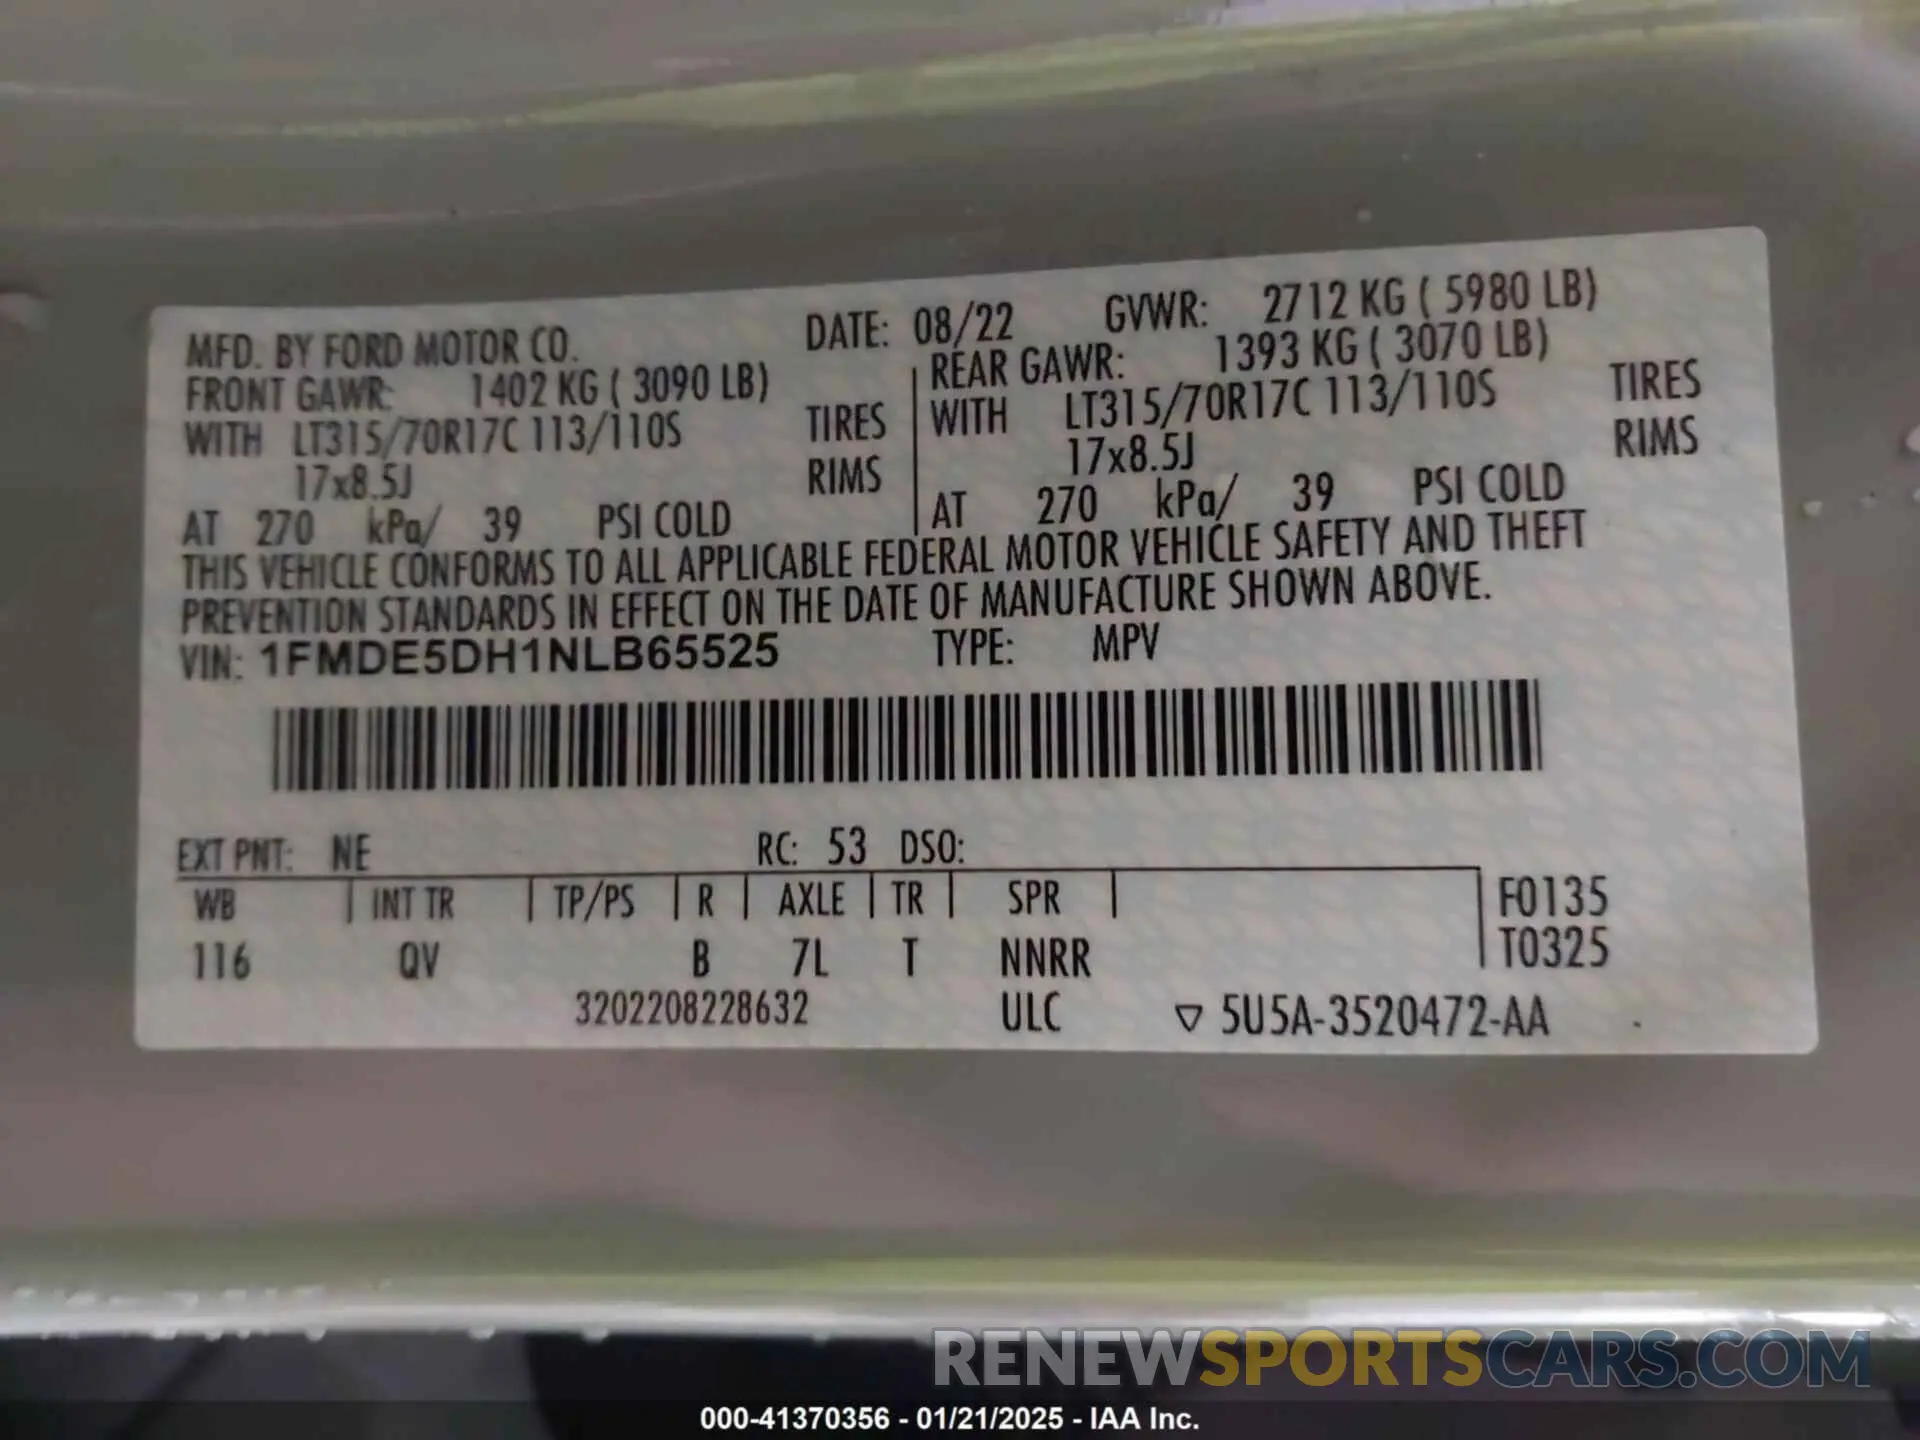 MFD. BY FORD MOTOR CO. DATE: 08/22 GVWR: 2712 KG ( 5980 LB)
FRONT GAWR: 1402 KG ( 3090 LB) REAR GAWR: 1393 KG ( 3070 LB)
WITH LT315/70R17C 113/110S TIRES WITH LT315/70R17C 113/110S TIRES
17x8.5J RIMS 17x8.5J RIMS
AT 270 kPa/ 39 PSI COLD AT 270 kPa/ 39 PSI COLD
THIS VEHICLE CONFORMS TO ALL APPLICABLE FEDERAL MOTOR VEHICLE SAFETY AND THEFT
PREVENTION STANDARDS IN EFFECT ON THE DATE OF MANUFACTURE SHOWN ABOVE.
VIN: 1FMDE5DH1NLB65525 TYPE: MPV
EXT PNT: NE RC: 53 DSO:
WB INT TR TP/PS R AXLE TR SPR F0135
116 QV B 7L T NNRR T0325
3202208228632 ULC ▽ 5U5A-3520472-AA
RENEWSPORTSCARS.COM
000-41370356 - 01/21/2025 - IAA Inc.